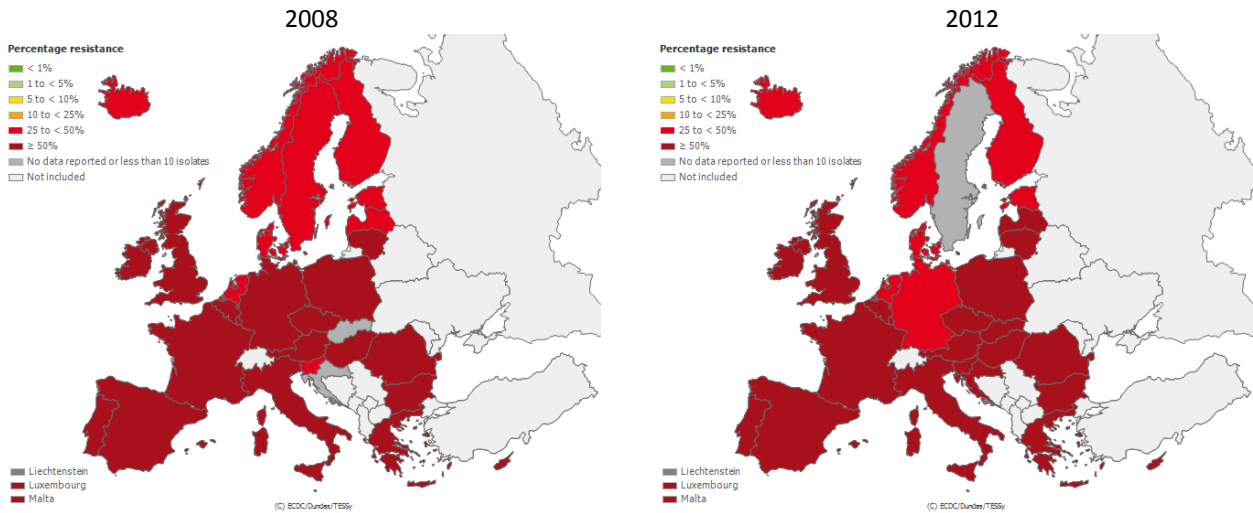 2008
Percentage resistance
< 1%
1 to < 5%
5 to < 10%
10 to < 25%
25 to < 50%
≥ 50%
No data reported or less than 10 isolates
Not included
Liechtenstein
Luxembourg
Malta
(C) ECDC/Dundas/TESSy
2012
Percentage resistance
< 1%
1 to < 5%
5 to < 10%
10 to < 25%
25 to < 50%
≥ 50%
No data reported or less than 10 isolates
Not included
Liechtenstein
Luxembourg
Malta
(C) ECDC/Dundas/TESSy